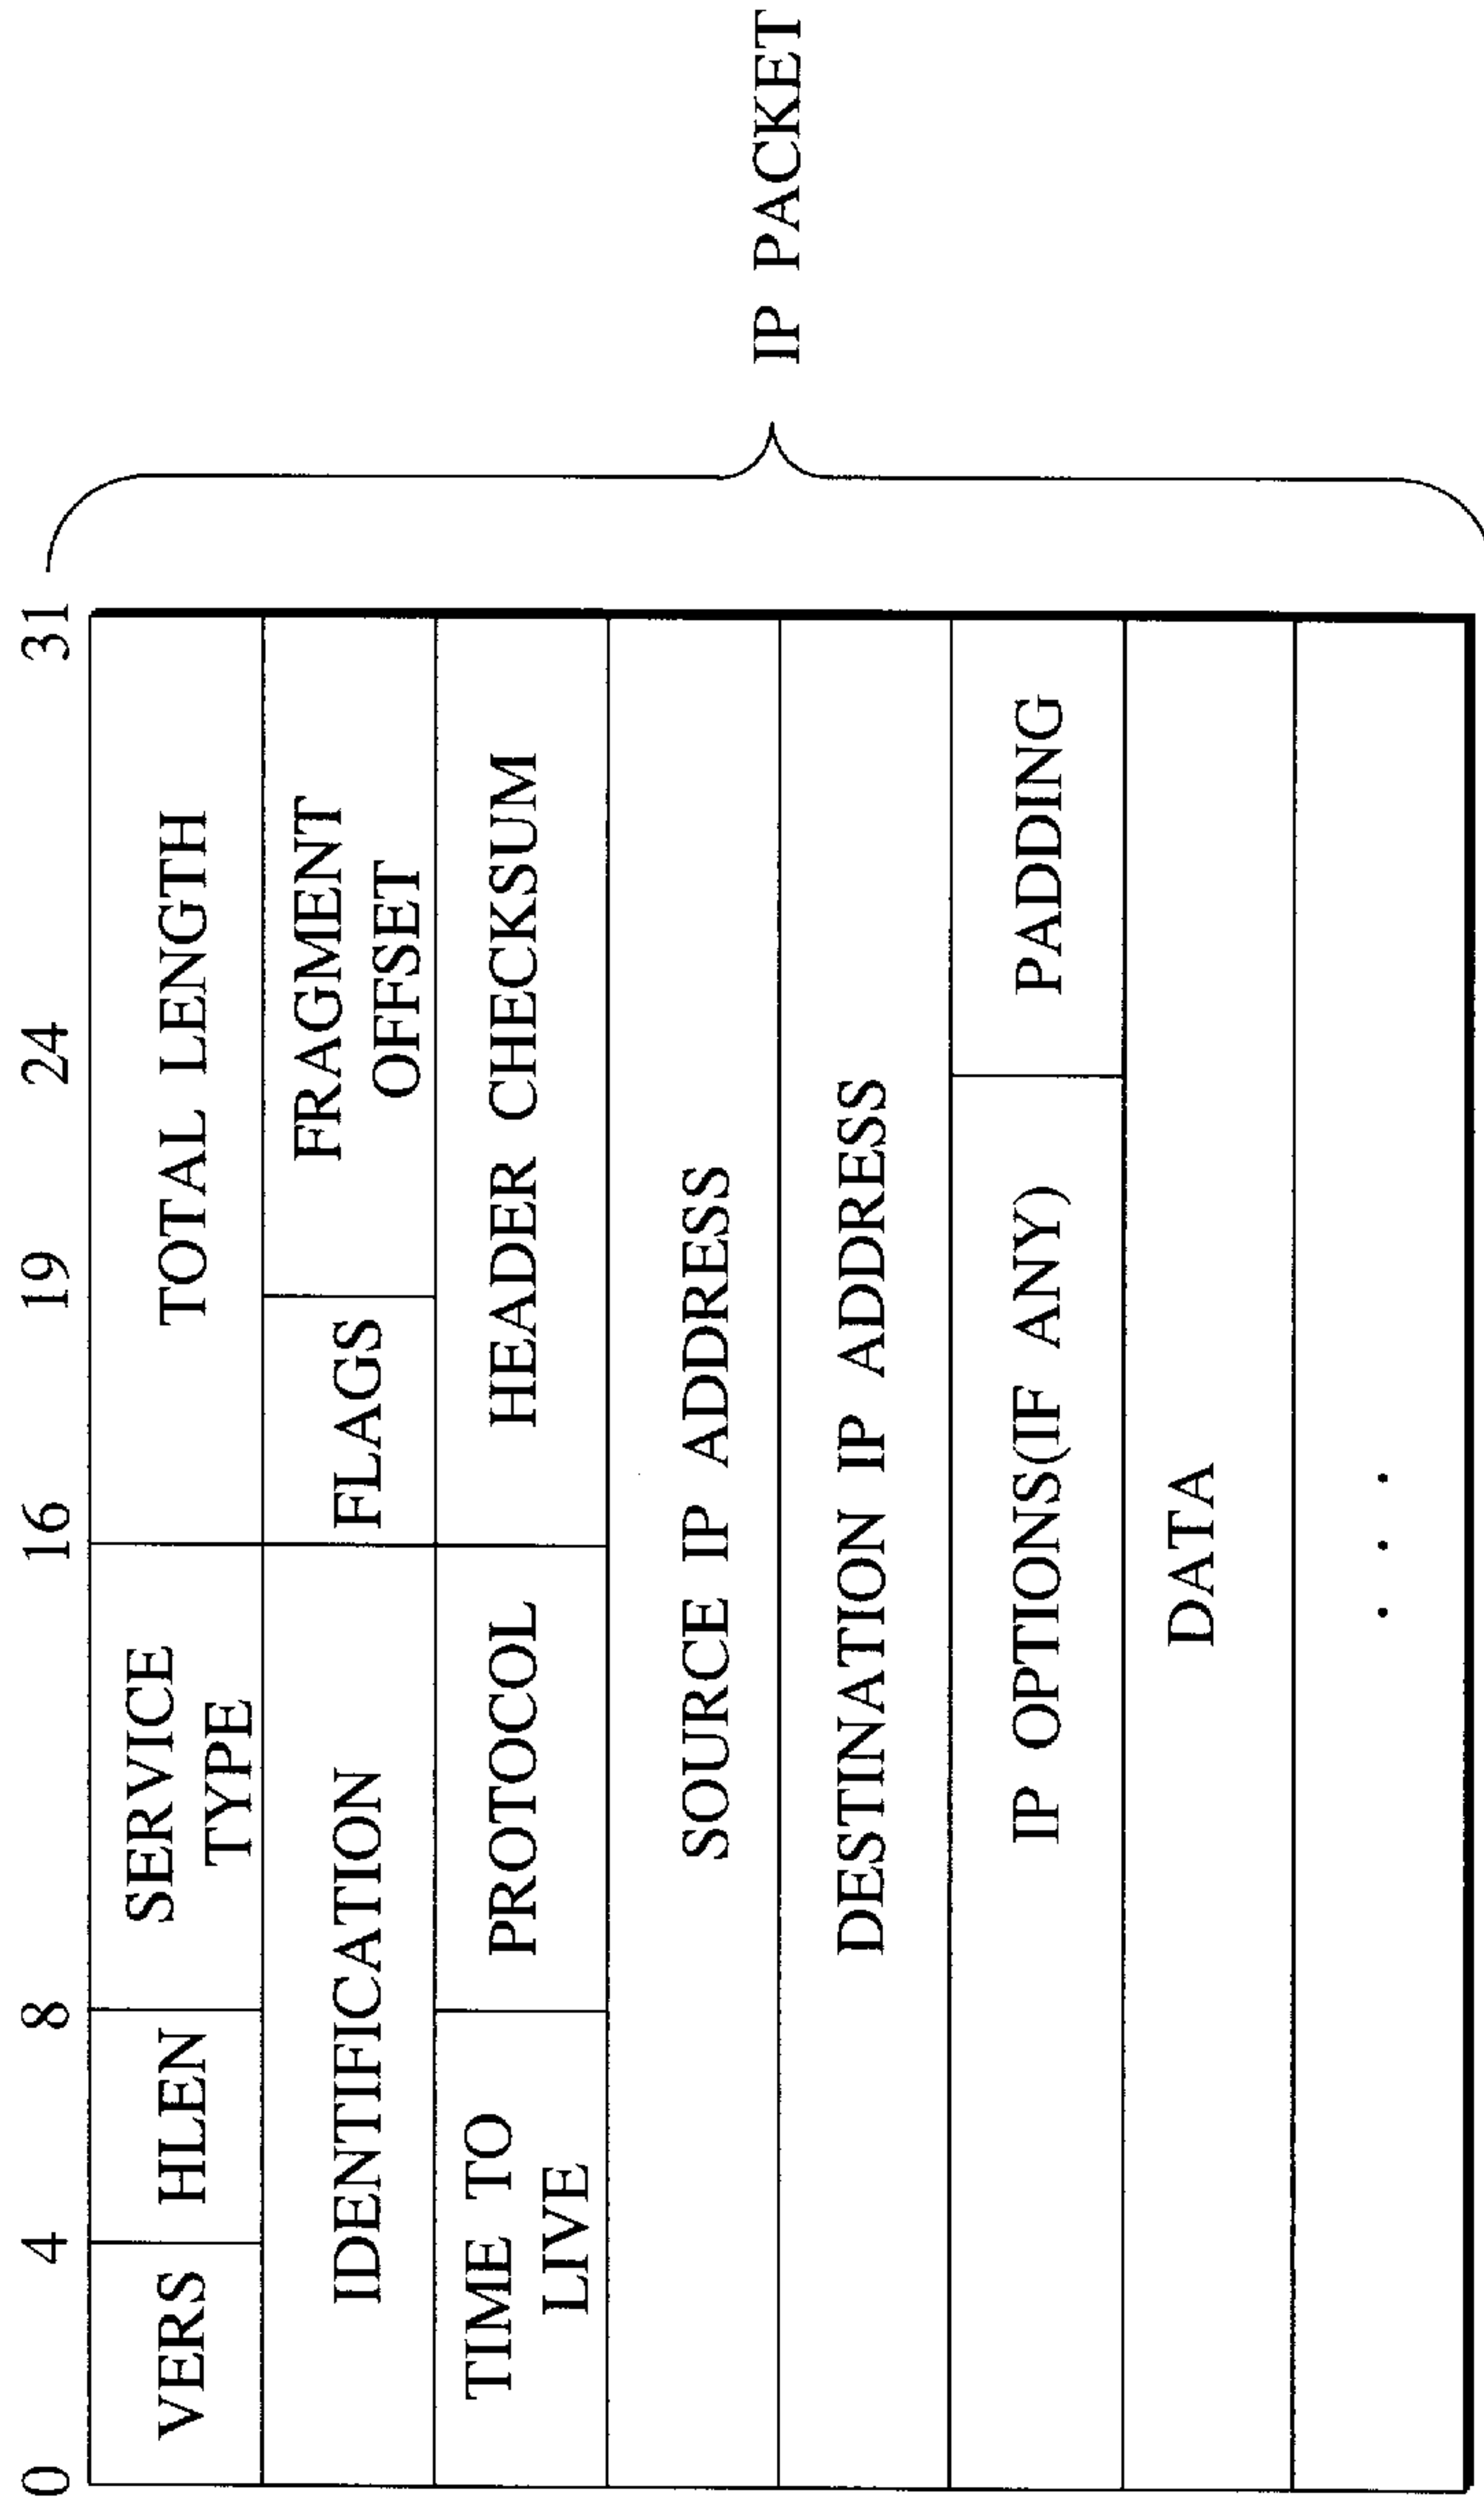 0 4 8 16 19 24 31
VERS HLEN SERVICE TYPE TOTAL LENGTH
IDENTIFICATION FLAGS FRAGMENT OFFSET
TIME TO LIVE PROTOCOL HEADER CHECKSUM
SOURCE IP ADDRESS
DESTINATION IP ADDRESS
IP OPTIONS(IF ANY) PADDING
DATA
. . .
IP PACKET